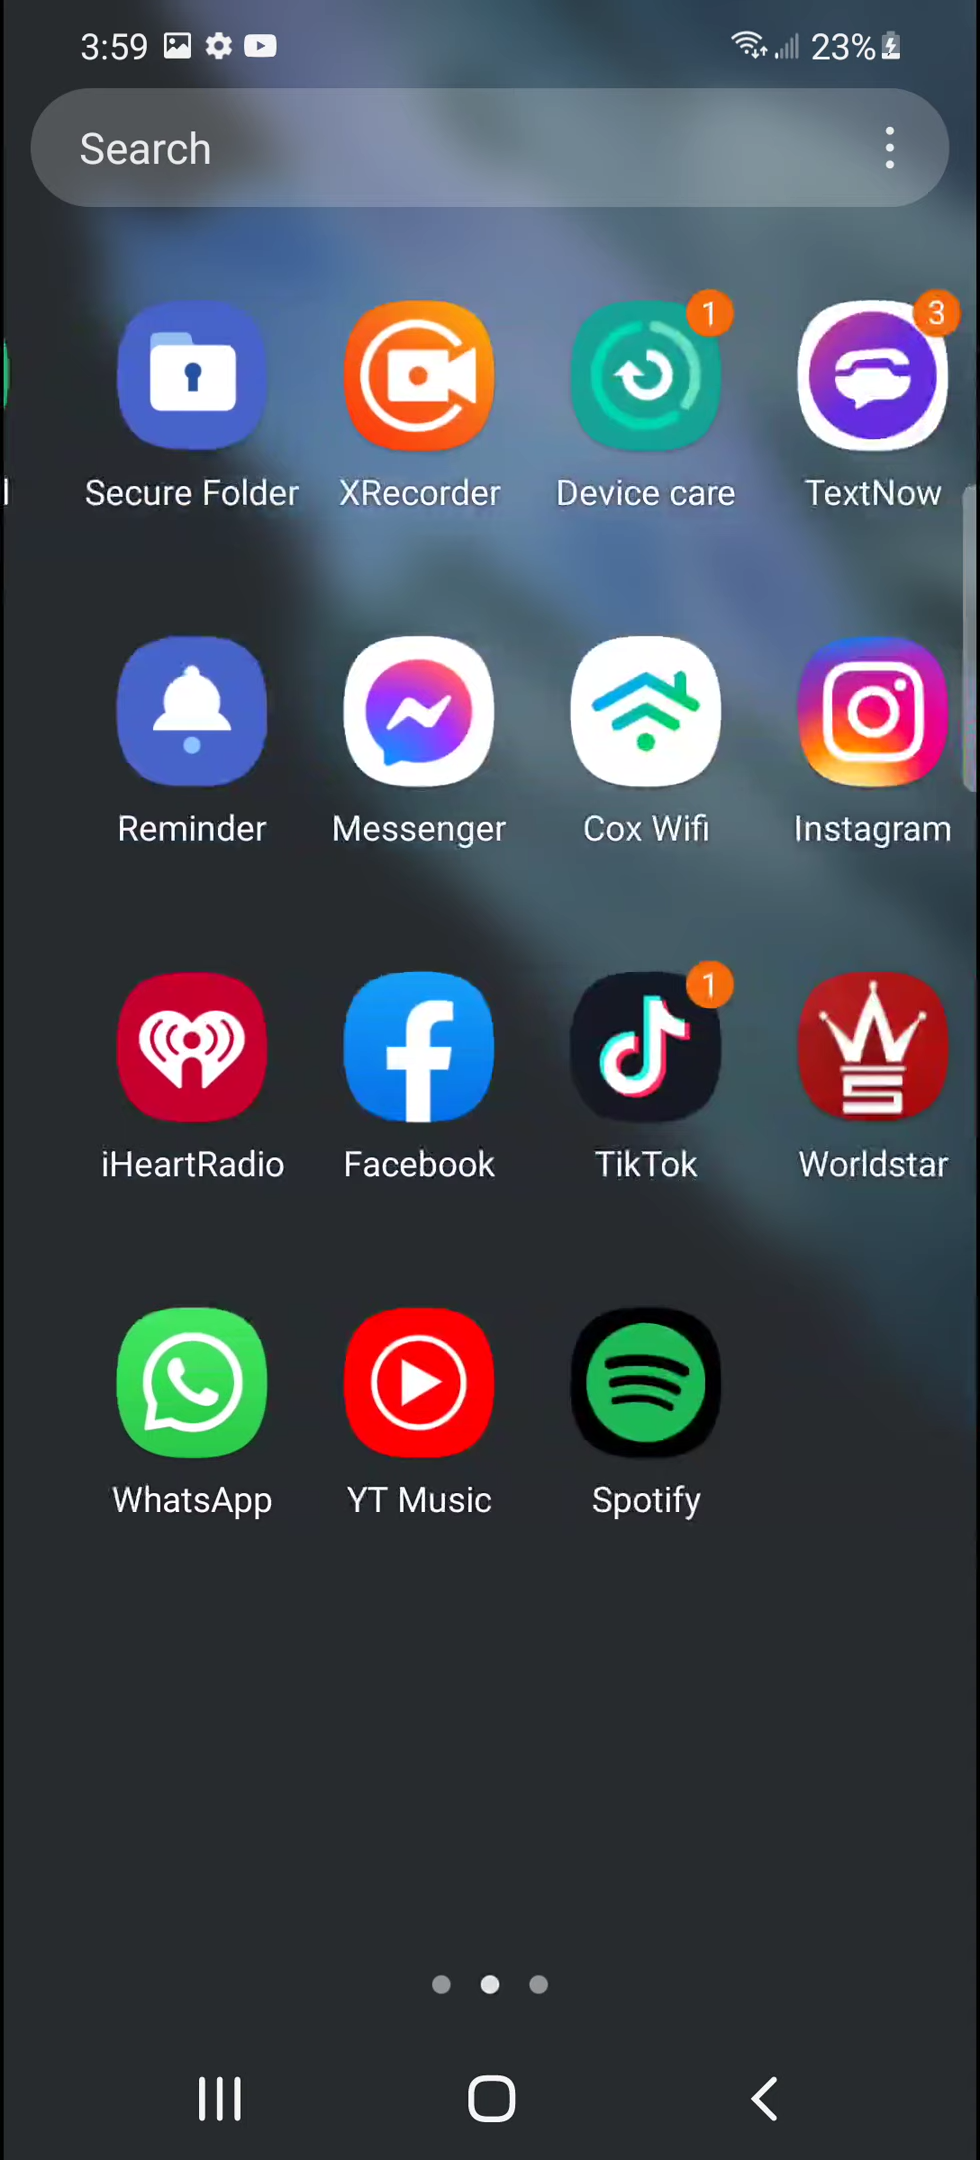 3:59 23%
Search
1 3
l Secure Folder XRecorder Device care TextNow
Reminder Messenger Cox Wifi Instagram
1
iHeartRadio Facebook TikTok Worldstar
WhatsApp YT Music Spotify